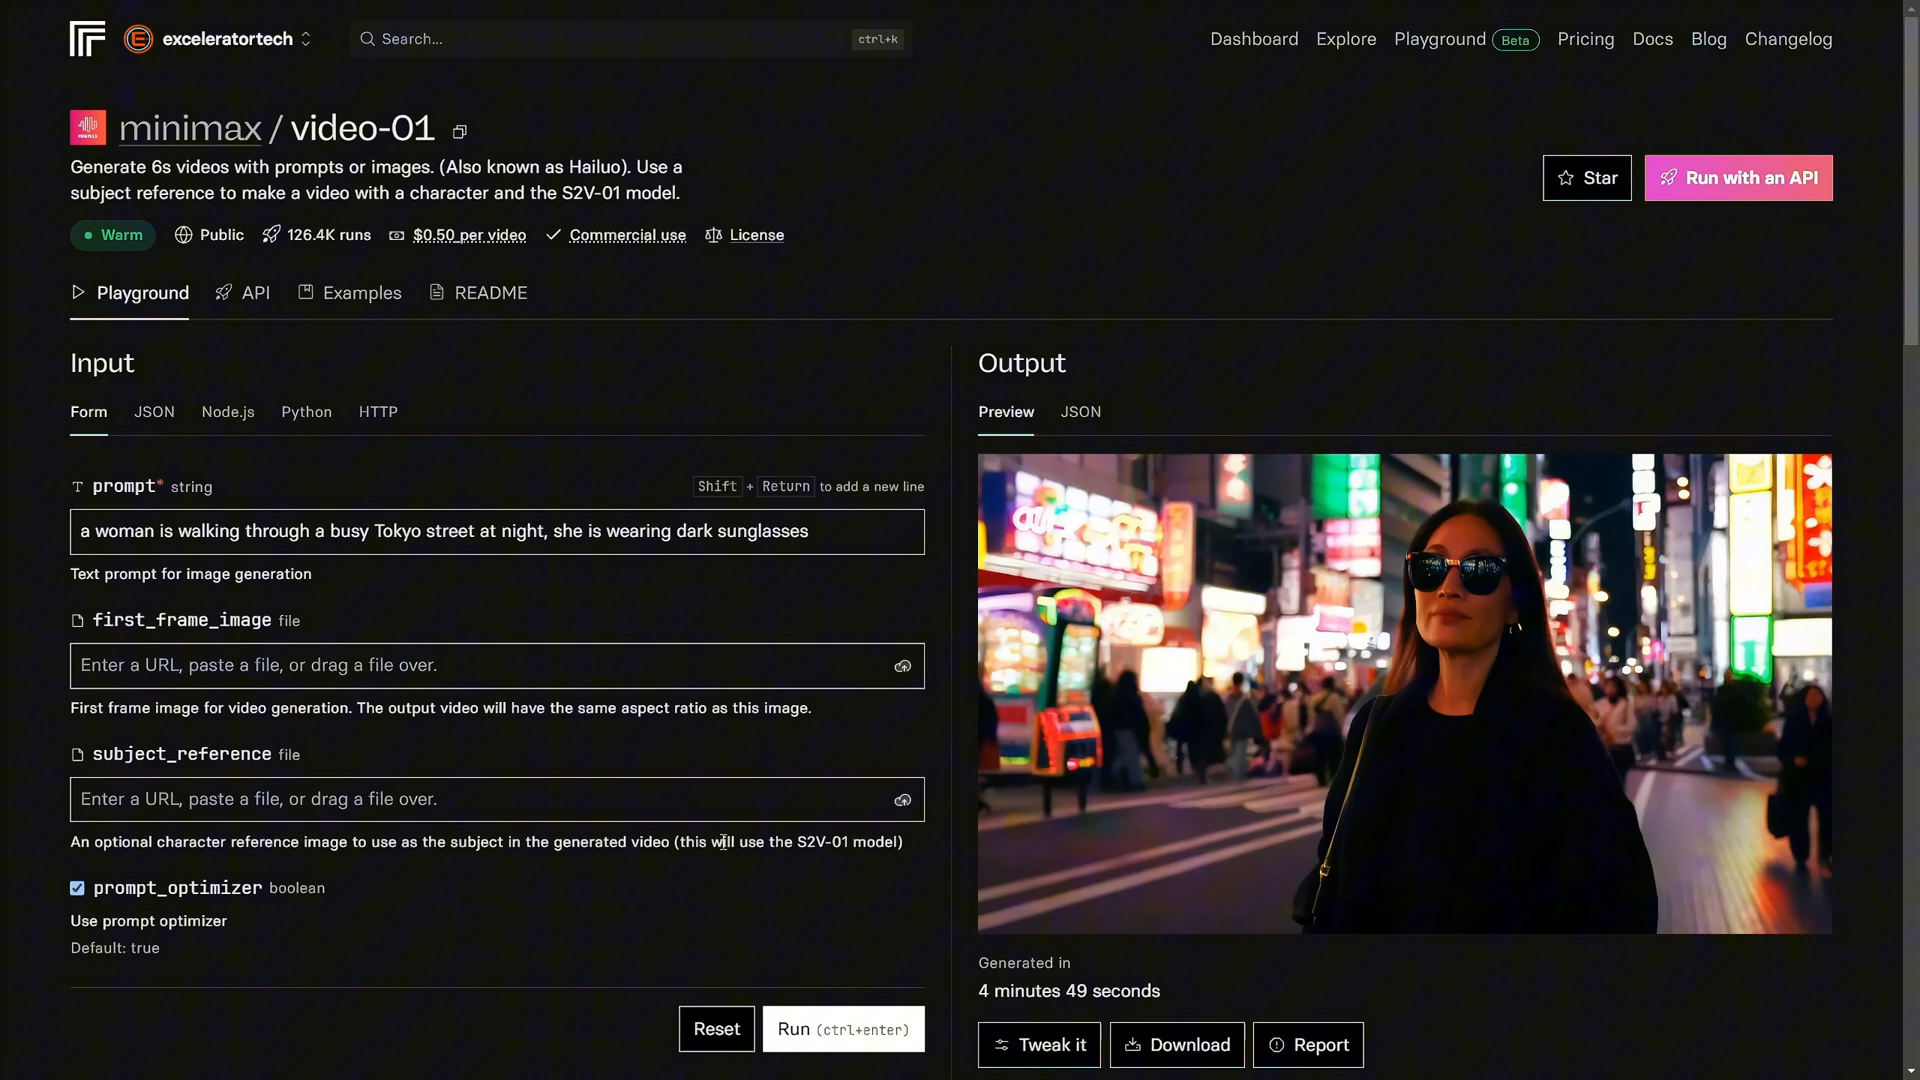 exceleratortech
Search...
ctrl+k
Dashboard
Explore
Playground Beta
Pricing
Docs
Blog
Changelog
minimax / video-01
Generate 6s videos with prompts or images. (Also known as Hailuo). Use a
subject reference to make a video with a character and the S2V-01 model.
Star
Run with an API
Warm
Public
126.4K runs
$0.50 per video
Commercial use
License
Playground
API
Examples
README
Input
Form
JSON
Node.js
Python
HTTP
prompt* string
Shift + Return to add a new line
a woman is walking through a busy Tokyo street at night, she is wearing dark sunglasses
Text prompt for image generation
first_frame_image file
Enter a URL, paste a file, or drag a file over.
First frame image for video generation. The output video will have the same aspect ratio as this image.
subject_reference file
Enter a URL, paste a file, or drag a file over.
An optional character reference image to use as the subject in the generated video (this will use the S2V-01 model)
prompt_optimizer boolean
Use prompt optimizer
Default: true
Reset
Run (ctrl+enter)
Output
Preview
JSON
Generated in
4 minutes 49 seconds
Tweak it
Download
Report